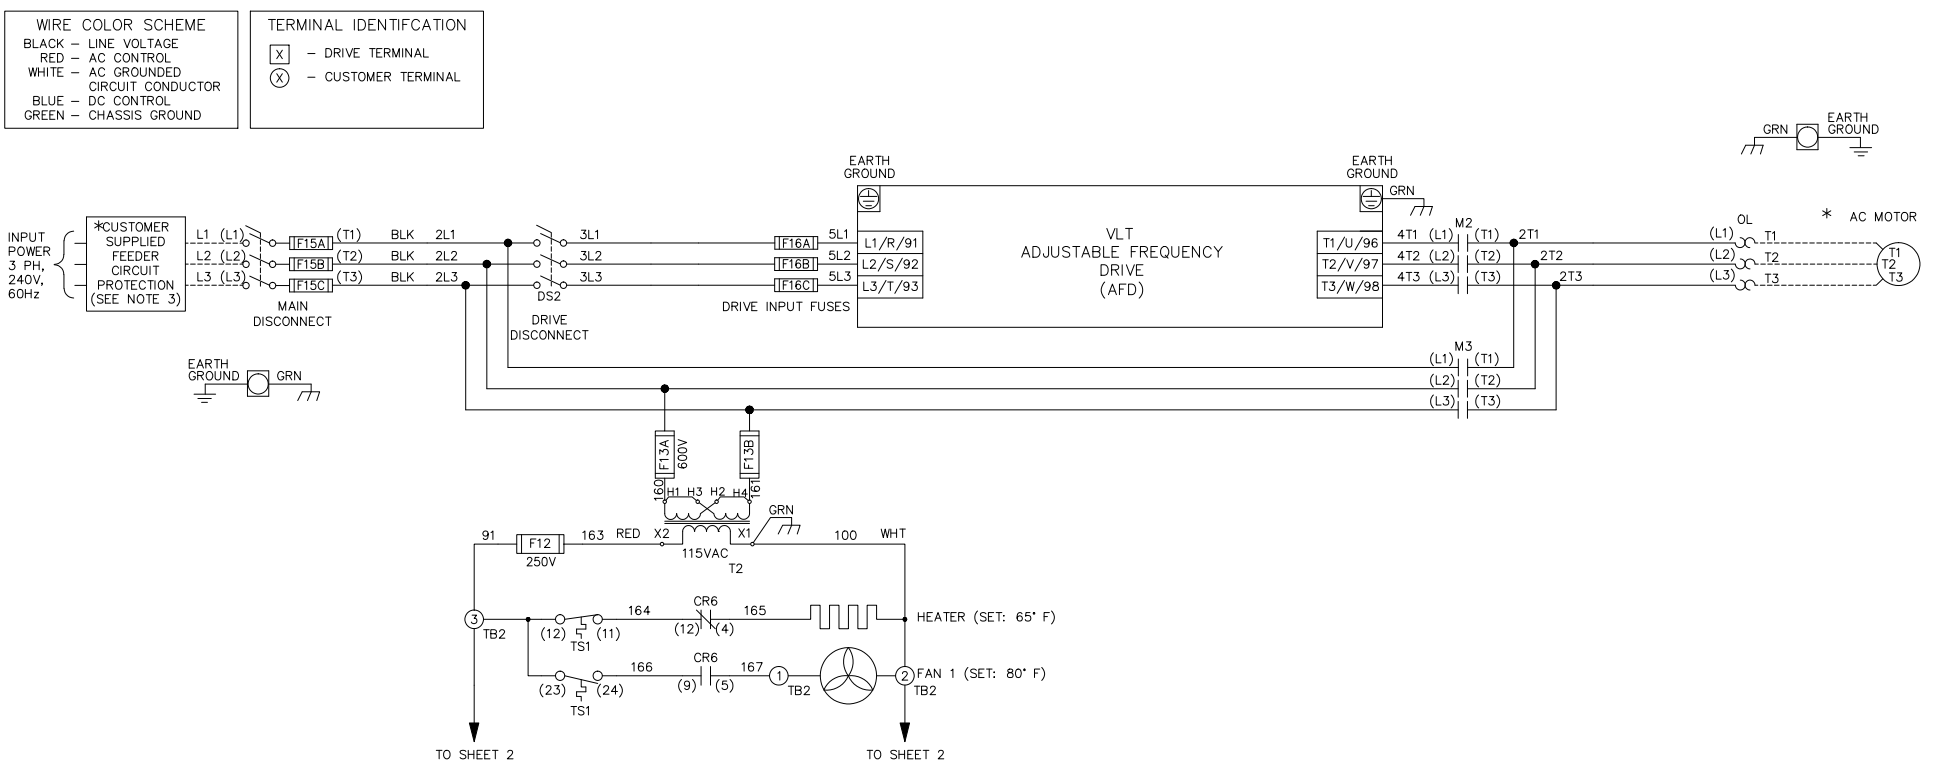 WIRE COLOR SCHEME
BLACK – LINE VOLTAGE
RED – AC CONTROL
WHITE – AC GROUNDED
CIRCUIT CONDUCTOR
BLUE – DC CONTROL
GREEN – CHASSIS GROUND
TERMINAL IDENTIFCATION
X – DRIVE TERMINAL
X – CUSTOMER TERMINAL
INPUT
POWER
3 PH,
240V,
60Hz
*CUSTOMER
SUPPLIED
FEEDER
CIRCUIT
PROTECTION
(SEE NOTE 3)
L1 (L1) F15A (T1) BLK 2L1
L2 (L2) F15B (T2) BLK 2L2
L3 (L3) F15C (T3) BLK 2L3
MAIN
DISCONNECT
EARTH
GROUND
GRN
DS2
DRIVE
DISCONNECT
3L1 F16A 5L1
3L2 F16B 5L2
3L3 F16C 5L3
DRIVE INPUT FUSES
EARTH
GROUND
L1/R/91
L2/S/92
L3/T/93
VLT
ADJUSTABLE FREQUENCY
DRIVE
(AFD)
EARTH
GROUND
GRN
T1/U/96
T2/V/97
T3/W/98
M2
4T1 (L1) (T1) 2T1
4T2 (L2) (T2) 2T2
4T3 (L3) (T3) 2T3
M3
(L1) (T1)
(L2) (T2)
(L3) (T3)
GRN
EARTH
GROUND
OL
* AC MOTOR
(L1) T1
(L2) T2
(L3) T3
T1
T2
T3
F13A
600V
F13B
160
161
H1 H3 H2 H4
GRN
91 F12 163 RED X2 X1 100 WHT
250V
115VAC
T2
3
TB2
(12) (11)
TS1
164
CR6
(12) (4)
165
HEATER (SET: 65° F)
(23) (24)
TS1
166
CR6
(9) (5)
167
1
TB2
2
TB2
FAN 1 (SET: 80° F)
TO SHEET 2
TO SHEET 2